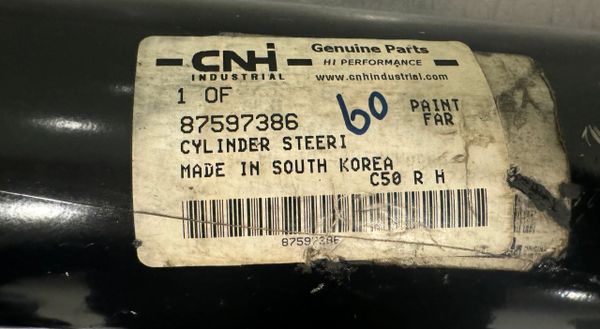 CNH Genuine Parts
INDUSTRIAL HI PERFORMANCE
www.cnhindustrial.com
1 OF
60 PAINT
87597386 FAR
CYLINDER STEERI
MADE IN SOUTH KOREA
C50 R H
87597386